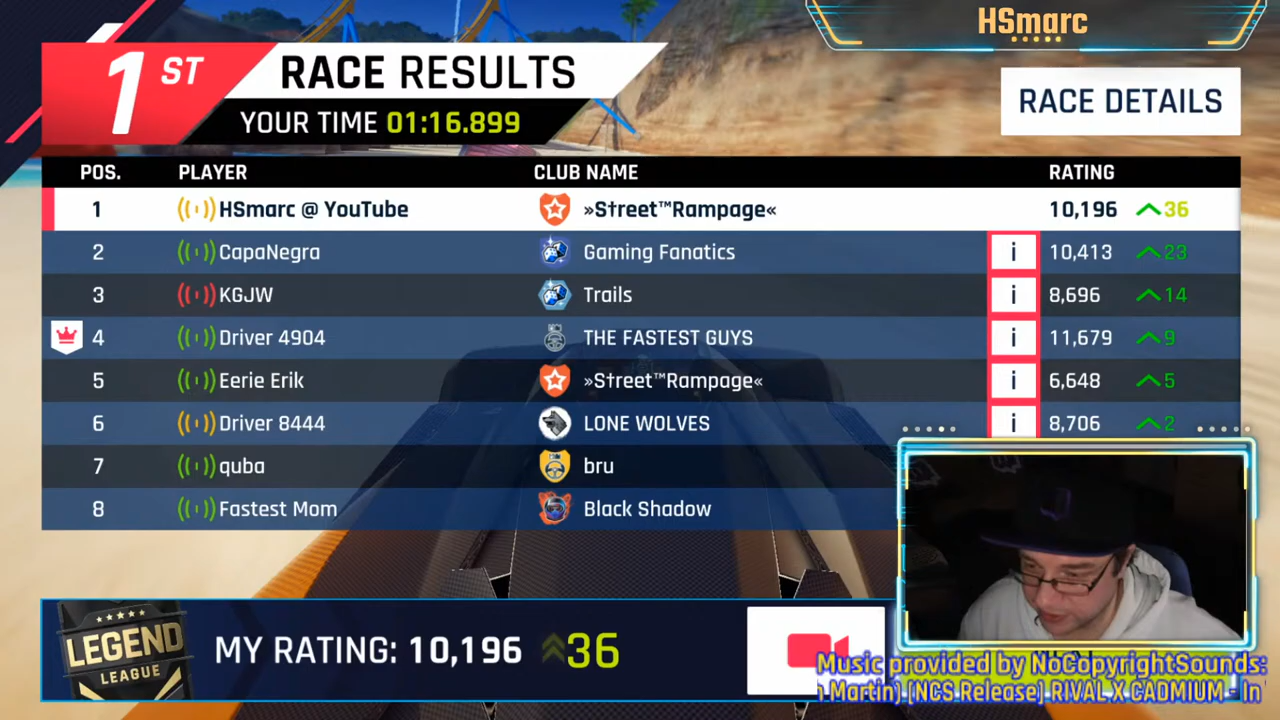 HSmarc
1 ST
RACE RESULTS
YOUR TIME 01:16.899
RACE DETAILS
POS. PLAYER CLUB NAME RATING
1 HSmarc @ YouTube »S†reet™Rampage« 10,196 36
2 CapaNegra Gaming Fanatics i 10,413 23
3 KGJW Trails i 8,696 14
4 Driver 4904 THE FASTEST GUYS i 11,679 9
5 Eerie Erik »S†reet™Rampage« i 6,648 5
6 Driver 8444 LONE WOLVES i 8,706 2
7 quba bru
8 Fastest Mom Black Shadow
LEGEND
LEAGUE
MY RATING: 10,196 36
Music provided by NoCopyrightSounds:
Martin) [NCS Release] RIVAL X CADMIUM - In